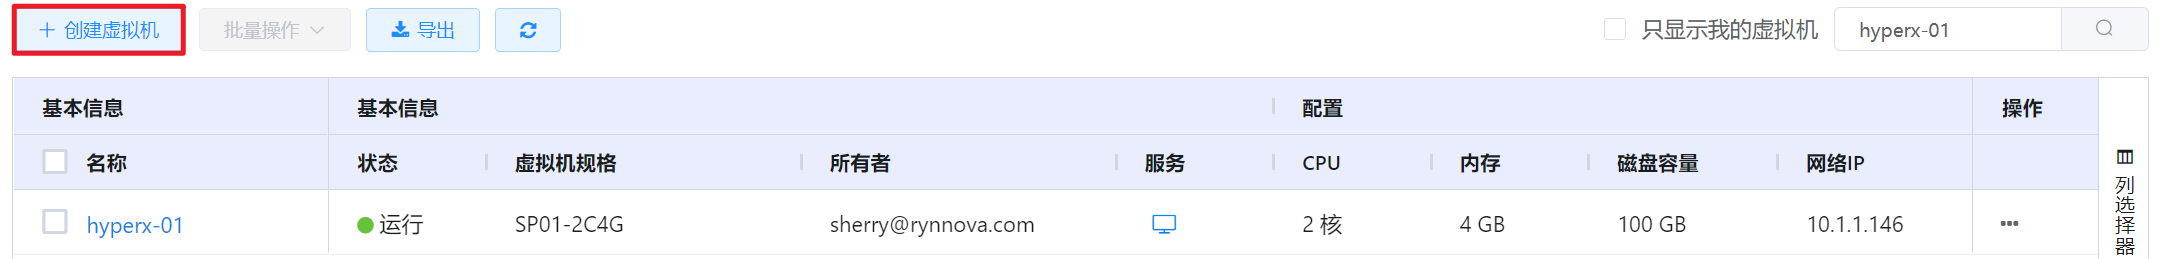 + 创建虚拟机 批量操作 导出 只显示我的虚拟机 hyperx-01
基本信息 基本信息 配置 操作
名称 状态 虚拟机规格 所有者 服务 CPU 内存 磁盘容量 网络IP
hyperx-01 运行 SP01-2C4G sherry@rynnova.com 2 核 4 GB 100 GB 10.1.1.146 •••
列选择器